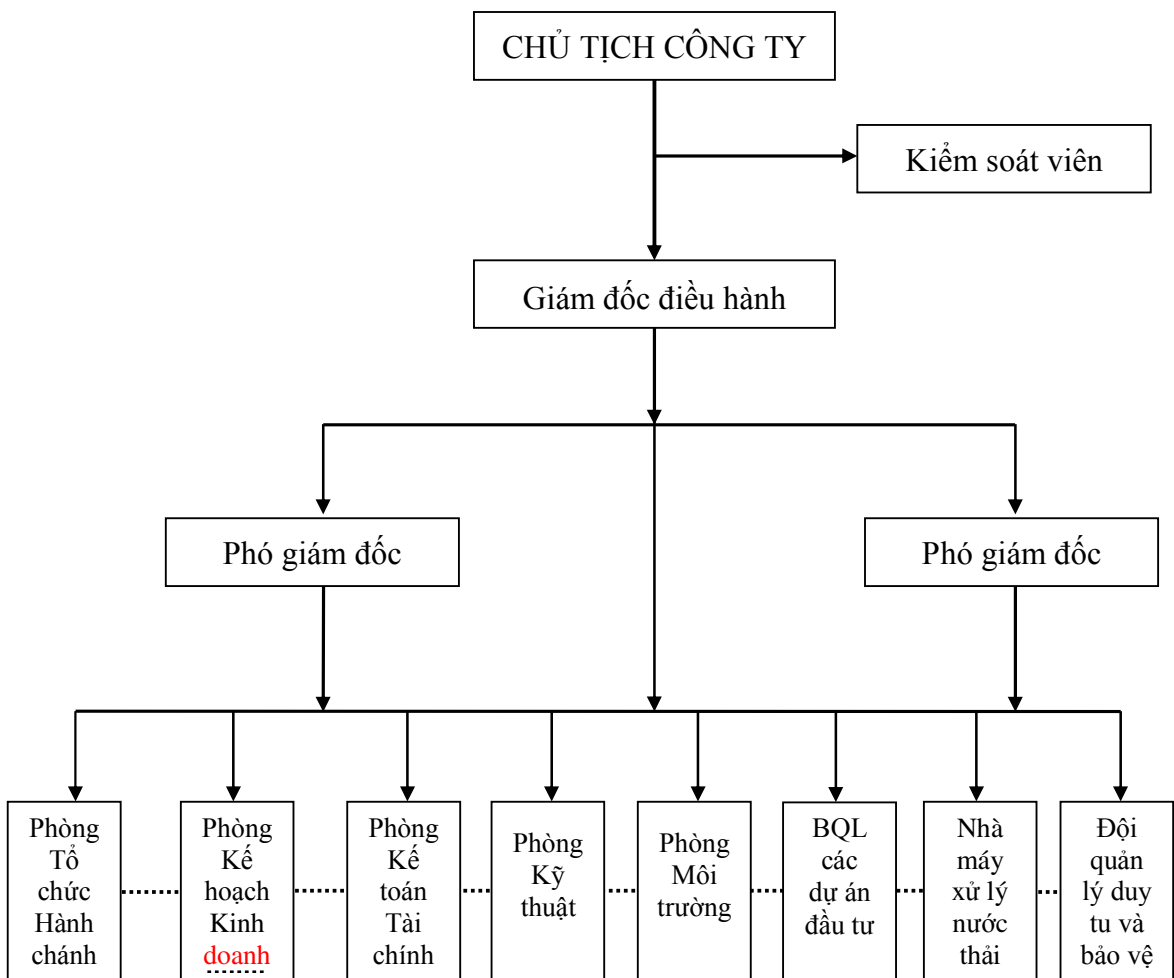 CHỦ TỊCH CÔNG TY
Kiểm soát viên
Giám đốc điều hành
Phó giám đốc
Phó giám đốc
Phòng
Tổ
chức
Hành
chánh
Phòng
Kế
hoạch
Kinh
doanh
Phòng
Kế
toán
Tài
chính
Phòng
Kỹ
thuật
Phòng
Môi
trường
BQL
các
dự án
đầu tư
Nhà
máy
xử lý
nước
thải
Đội
quản
lý duy
tu và
bảo vệ